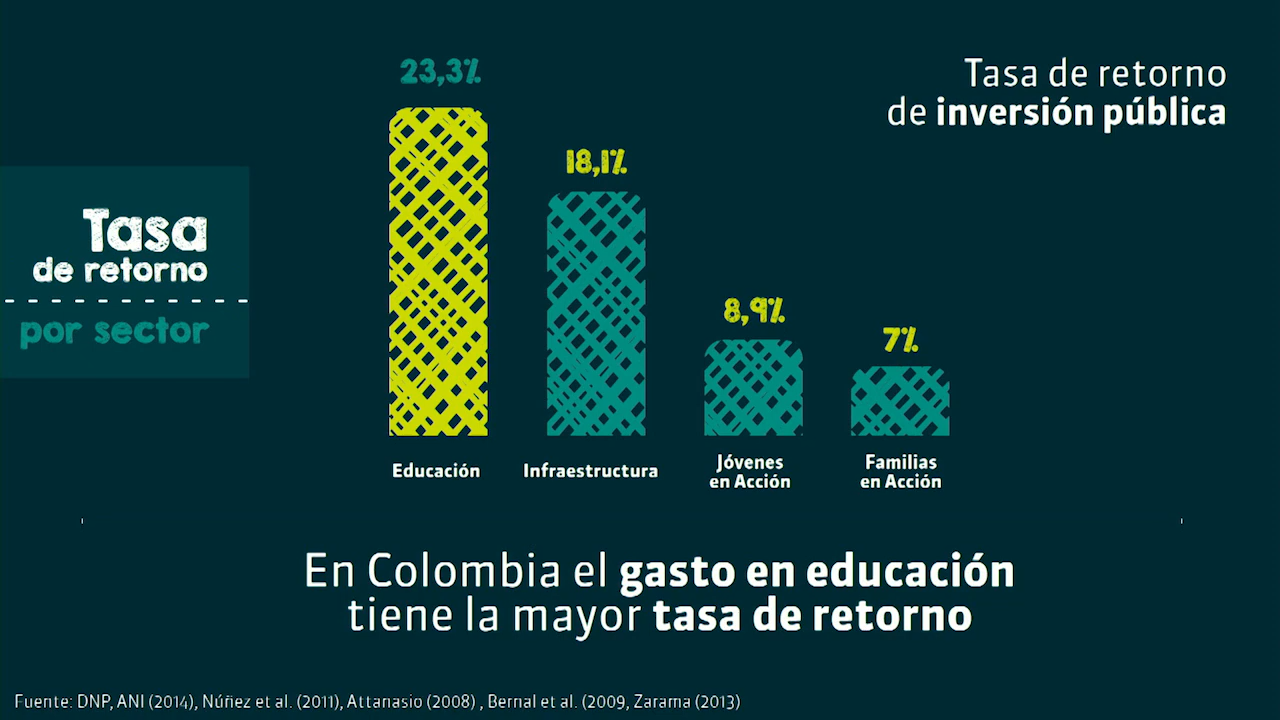 Tasa de retorno
de inversión pública
Tasa
de retorno
por sector
23,3%
18,1%
8,9%
7%
Educación
Infraestructura
Jóvenes
en Acción
Familias
en Acción
En Colombia el gasto en educación
tiene la mayor tasa de retorno
Fuente: DNP, ANI (2014), Núñez et al. (2011), Attanasio (2008) , Bernal et al. (2009, Zarama (2013)